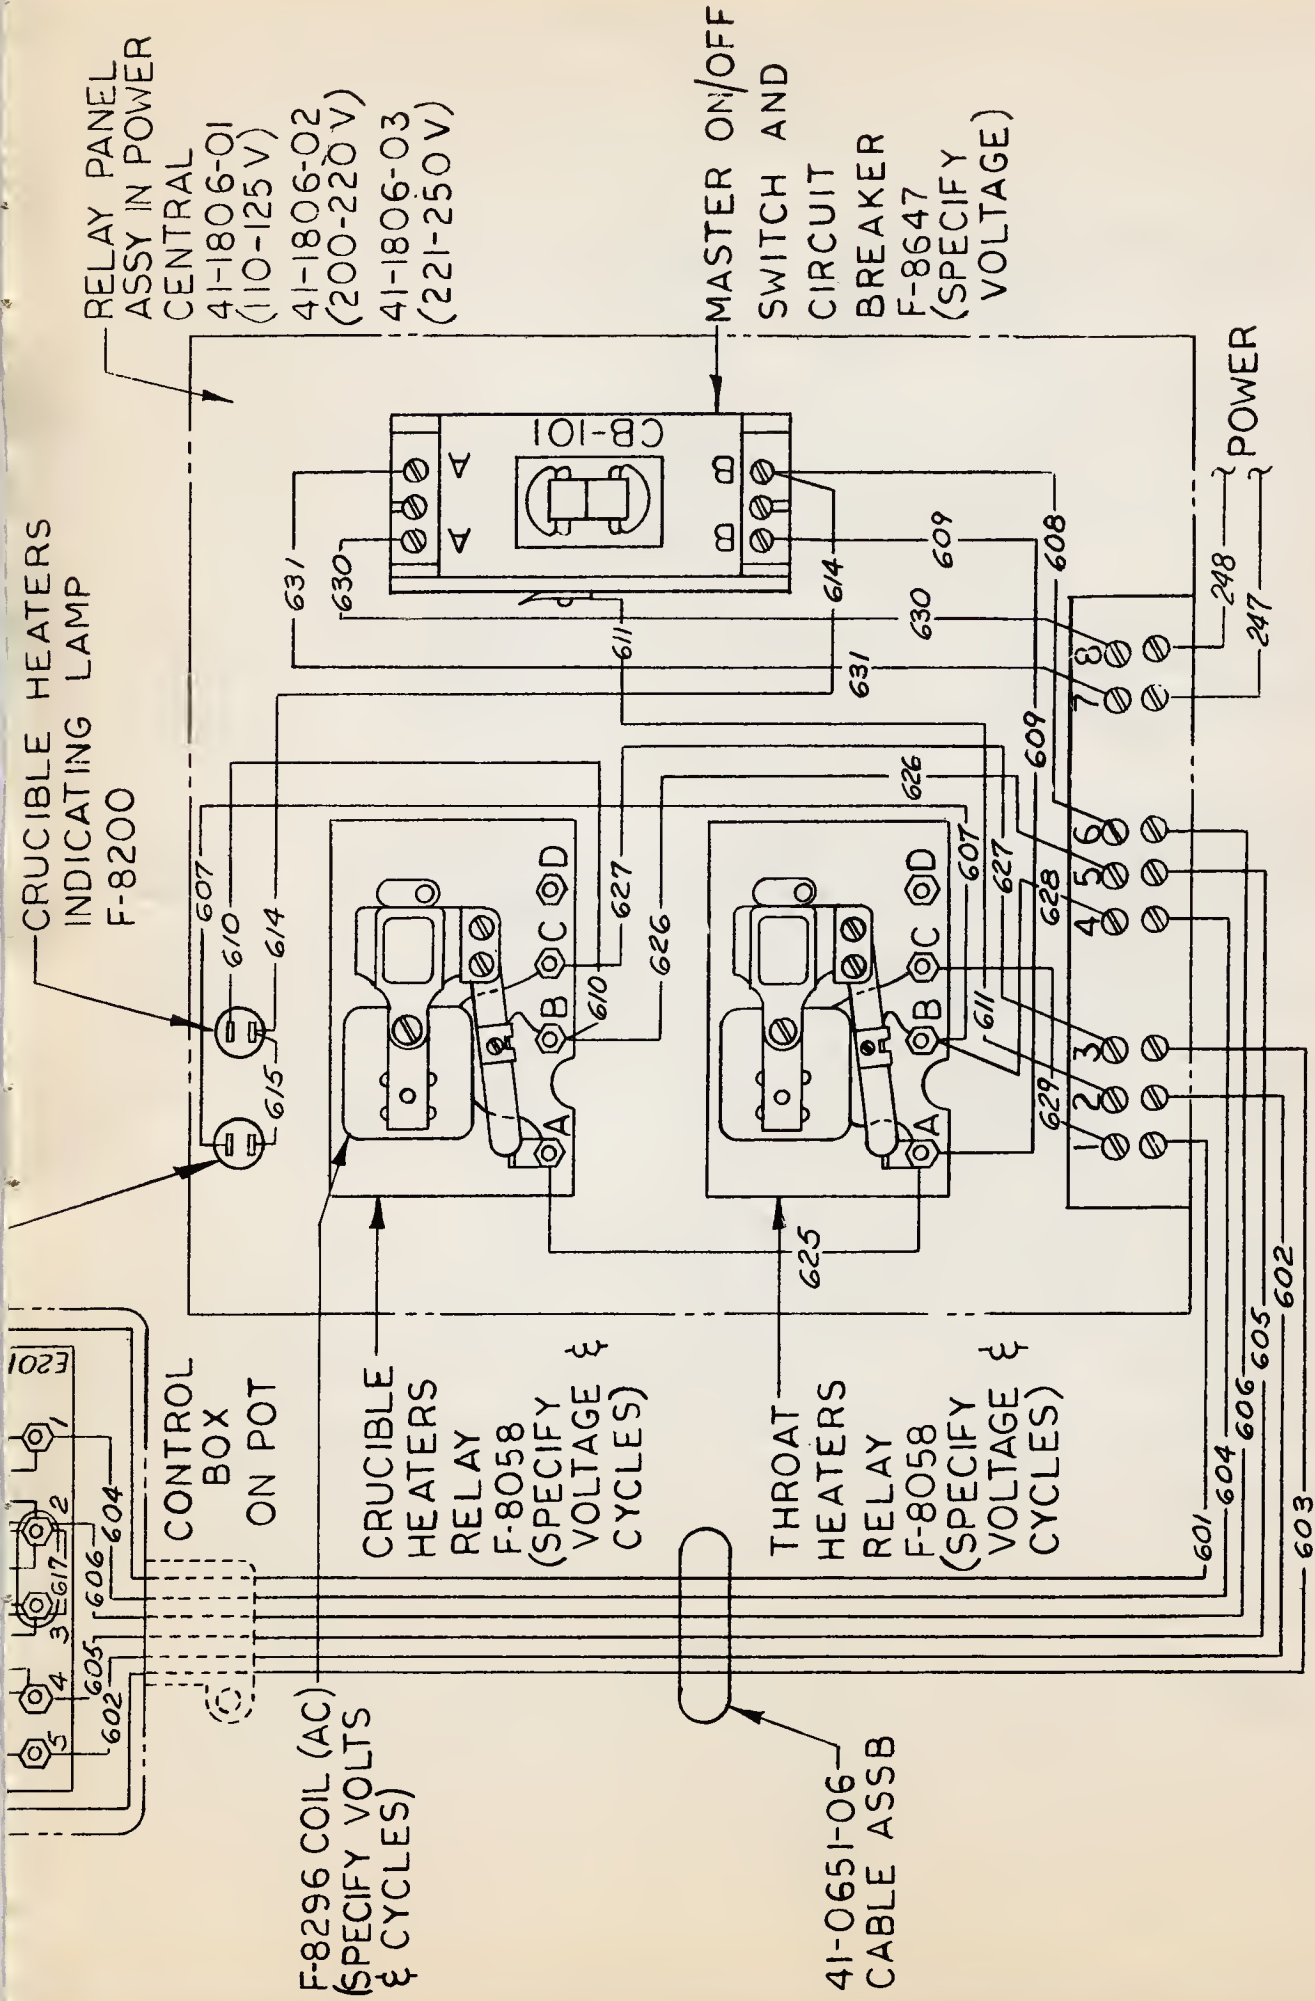 CRUCIBLE HEATERS
INDICATING LAMP
F-8200
RELAY PANEL
ASSY IN POWER
CENTRAL
41-1806-01
(110-125V)
41-1806-02
(200-220V)
41-1806-03
(221-250V)
E201
1
2
3
4
5
617
604
606
605
602
CONTROL
BOX
ON POT
607
610
614
615
631
630
A
A
CB-101
B
B
MASTER ON/OFF
SWITCH AND
CIRCUIT
BREAKER
F-8647
(SPECIFY
VOLTAGE)
F-8296 COIL (AC)
(SPECIFY VOLTS
& CYCLES)
CRUCIBLE
HEATERS
RELAY
F-8058
(SPECIFY
VOLTAGE &
CYCLES)
A
B
C
D
610
627
626
611
614
609
630
631
625
THROAT
HEATERS
RELAY
F-8058
(SPECIFY
VOLTAGE &
CYCLES)
A
B
C
D
626
607
611
627
609
608
629
628
1
2
3
4
5
6
7
8
248
247
POWER
41-0651-06
CABLE ASSB
601
604
606
605
602
603